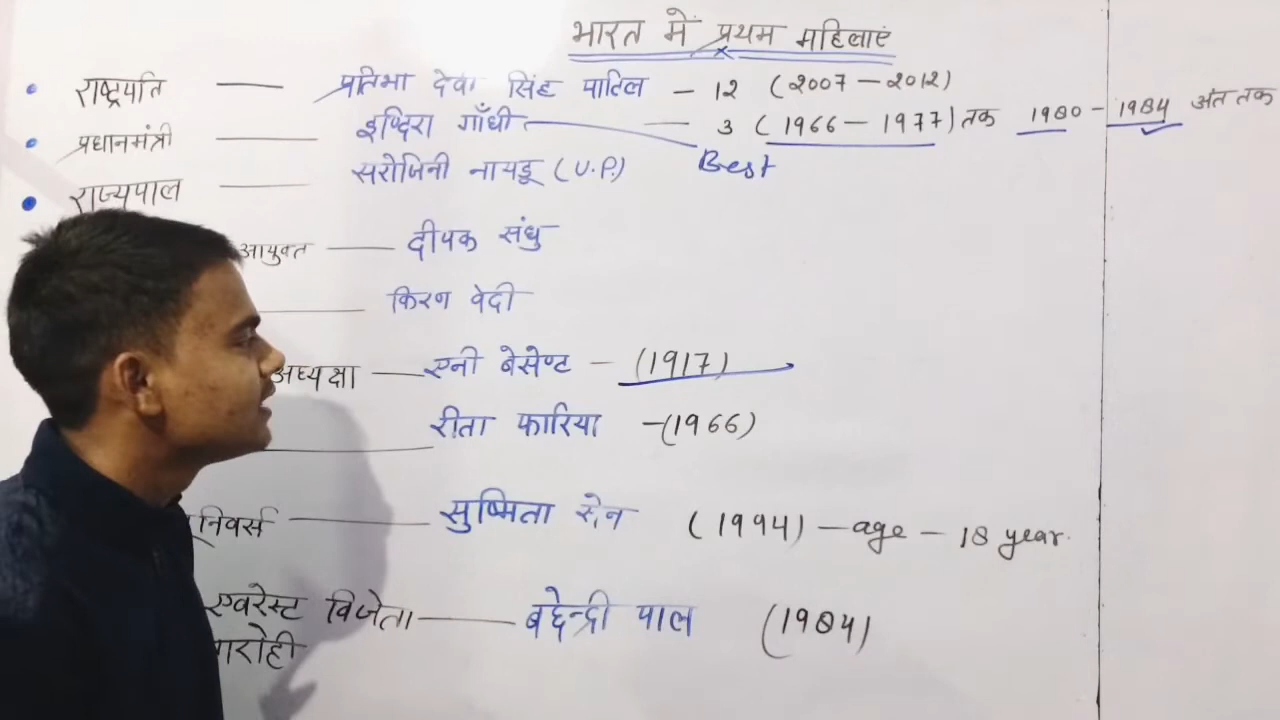 भारत में प्रथम महिलाएं
• राष्ट्रपति — प्रतिभा देवी सिंह पाटिल – 12 (2007 – 2012)
• प्रधानमंत्री — इन्दिरा गाँधी — 3 (1966 – 1977) तक 1980 – 1984 अंत तक
Best
• राज्यपाल — सरोजिनी नायडू (U.P.)
आयुक्त — दीपक संधु
— किरण वेदी
अध्यक्षा — एनी बेसेण्ट – (1917)
— रीता फारिया – (1966)
निवर्स — सुष्मिता सेन (1994) – age – 18 year.
एवरेस्ट विजेता — बछेन्द्री पाल (1984)
रोही